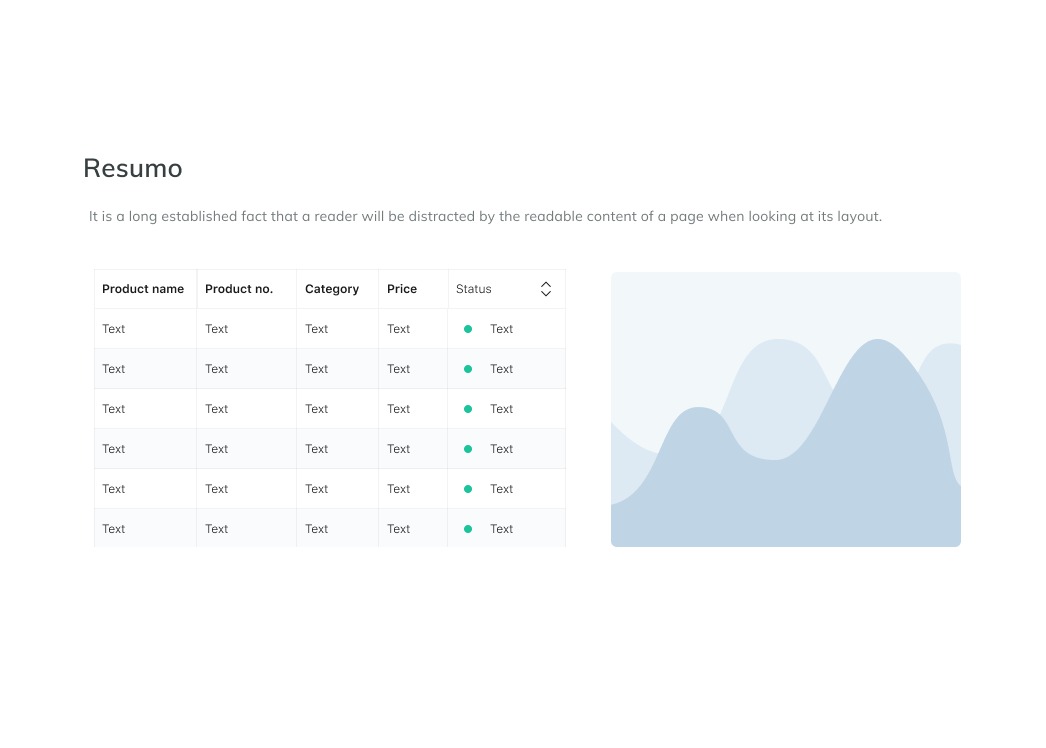 Resumo
It is a long established fact that a reader will be distracted by the readable content of a page when looking at its layout.
Product name Product no. Category Price Status
Text Text Text Text Text
Text Text Text Text Text
Text Text Text Text Text
Text Text Text Text Text
Text Text Text Text Text
Text Text Text Text Text